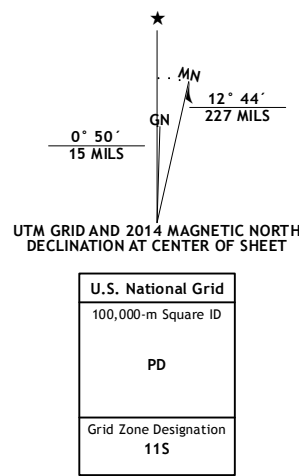 MN
GN
12° 44´
227 MILS
0° 50´
15 MILS
UTM GRID AND 2014 MAGNETIC NORTH
DECLINATION AT CENTER OF SHEET
U.S. National Grid
100,000-m Square ID
PD
Grid Zone Designation
11S